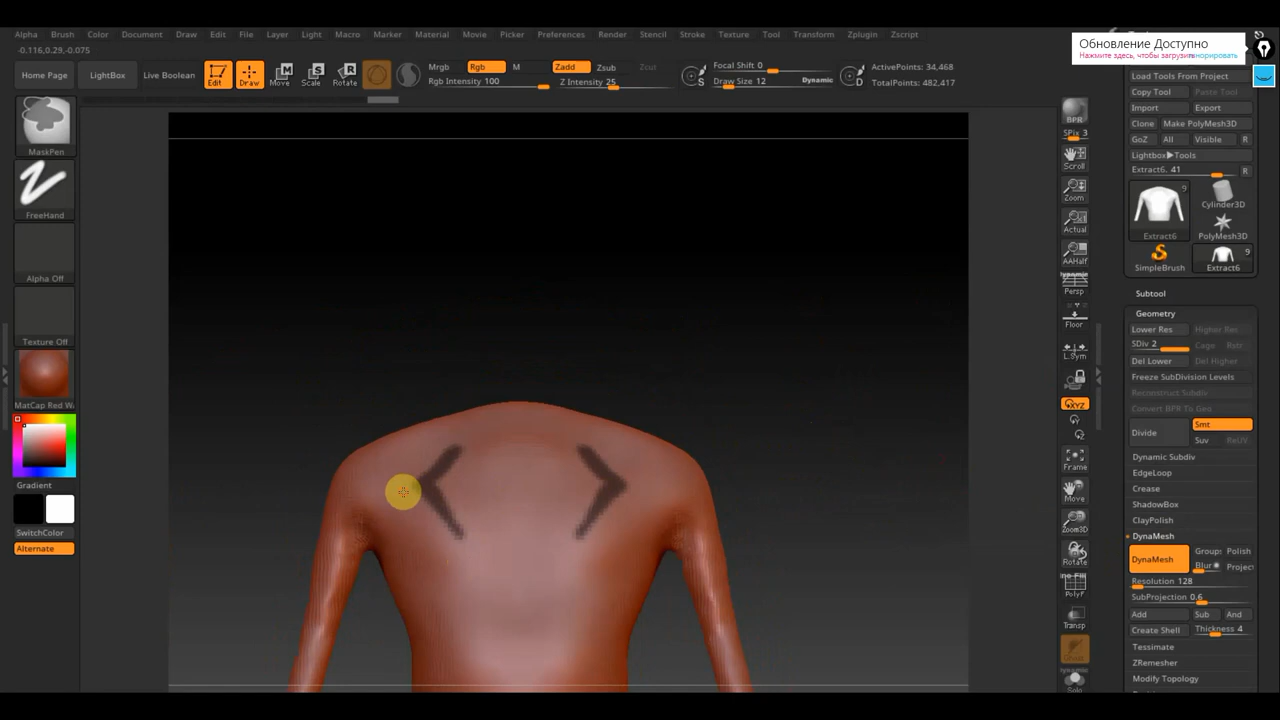 Alpha Brush Color Document Draw Edit File Layer Light Macro Marker Material Movie Picker Preferences Render Stencil Stroke Texture Tool Transform Zplugin Zscript
Обновление Доступно
Нажмите здесь, чтобы загрузить
игнорировать
-0.116,0.29,-0.075
Home Page
LightBox
Live Boolean
Edit
Draw
Move
Scale
Rotate
Mrgb Rgb M
Rgb Intensity 100
Zadd Zsub Zcut
Z Intensity 25
S
Focal Shift 0
Draw Size 12 Dynamic
D
ActivePoints: 34,468
TotalPoints: 482,417
MaskPen
FreeHand
Alpha Off
Texture Off
MatCap Red W
Gradient
SwitchColor
Alternate
BPR
SPix 3
Scroll
Zoom
Actual
AAHalf
Dynamic
Persp
Floor
L.Sym
XYZ
Y
Z
Frame
Move
Zoom3D
Rotate
PolyF
Transp
Ghost
Dynamic
Solo
Load Tools From Project
Copy Tool Paste Tool
Import Export
Clone Make PolyMesh3D
GoZ All Visible R
Lightbox▶Tools
Extract6. 41 R
9
Extract6
Cylinder3D
PolyMesh3D
SimpleBrush
9
Extract6
Subtool
Geometry
Lower Res Higher Res
SDiv 2 Cage Rstr
Del Lower Del Higher
Freeze SubDivision Levels
Reconstruct Subdiv
Convert BPR To Geo
Divide
Smt
Suv ReUV
Dynamic Subdiv
EdgeLoop
Crease
ShadowBox
ClayPolish
DynaMesh
DynaMesh
Groups Polish
Blur Project
Resolution 128
SubProjection 0.6
Add Sub And
Create Shell Thickness 4
Tessimate
ZRemesher
Modify Topology